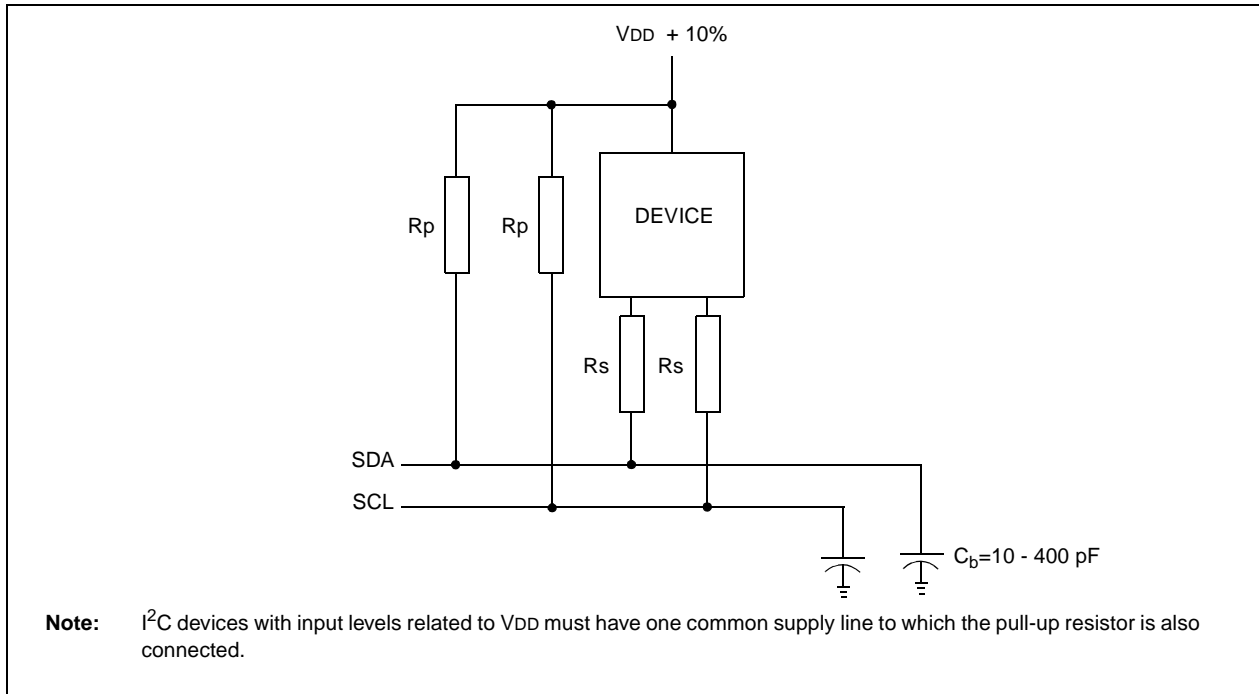 VDD + 10%
Rp
Rp
DEVICE
Rs
Rs
SDA
SCL
Cb=10 - 400 pF
Note: I2C devices with input levels related to VDD must have one common supply line to which the pull-up resistor is also
connected.